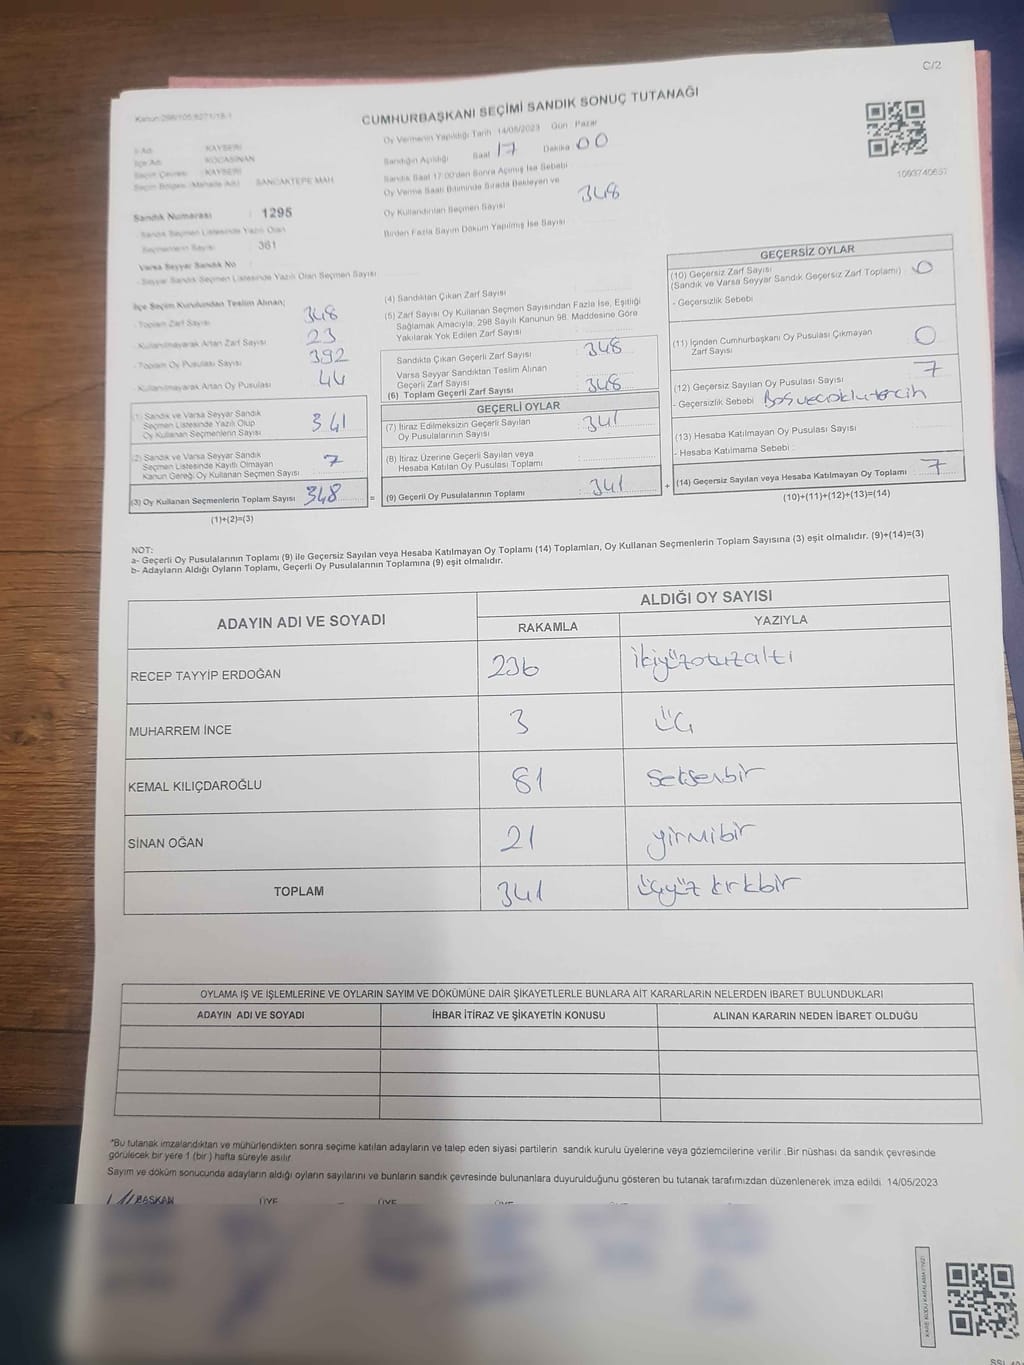 C/2
Kanun:298/105,6271/18-1
CUMHURBAŞKANI SEÇİMİ SANDIK SONUÇ TUTANAĞI
İl Adı : KAYSERİ
İlçe Adı : KOCASİNAN
Seçim Çevresi : KAYSERİ
Seçim Bölgesi (Mahalle Adı) : SANCAKTEPE MAH.
Oy Vermenin Yapıldığı Tarih 14/05/2023 Gün : Pazar
Sandığın Açıldığı Saat 17 Dakika 00
Sandık Saat 17:00'den Sonra Açılmış İse Sebebi
Oy Verme Saati Bitiminde Sırada Bekleyen ve
Oy Kullandırılan Seçmen Sayısı 348
Birden Fazla Sayım Döküm Yapılmış İse Sayısı
1093740637
Sandık Numarası : 1295
- Sandık Seçmen Listesinde Yazılı Olan
Seçmenlerin Sayısı : 361
Varsa Seyyar Sandık No
- Seyyar Sandık Seçmen Listesinde Yazılı Olan Seçmen Sayısı
İlçe Seçim Kurulundan Teslim Alınan;
- Toplam Zarf Sayısı 348
- Kullanılmayarak Artan Zarf Sayısı 23
- Toplam Oy Pusulası Sayısı 392
- Kullanılmayarak Artan Oy Pusulası 44
(1) Sandık ve Varsa Seyyar Sandık
Seçmen Listesinde Yazılı Olup
Oy Kullanan Seçmenlerin Sayısı 341
(2) Sandık ve Varsa Seyyar Sandık
Seçmen Listesinde Kayıtlı Olmayan
Kanun Gereği Oy Kullanan Seçmen Sayısı 7
(3) Oy Kullanan Seçmenlerin Toplam Sayısı 348 =
(1)+(2)=(3)
(4) Sandıktan Çıkan Zarf Sayısı
(5) Zarf Sayısı Oy Kullanan Seçmen Sayısından Fazla İse, Eşitliği
Sağlamak Amacıyla, 298 Sayılı Kanunun 98. Maddesine Göre
Yakılarak Yok Edilen Zarf Sayısı
Sandıkta Çıkan Geçerli Zarf Sayısı : 348
Varsa Seyyar Sandıktan Teslim Alınan
Geçerli Zarf Sayısı
(6) Toplam Geçerli Zarf Sayısı : 348
GEÇERLİ OYLAR
(7) İtiraz Edilmeksizin Geçerli Sayılan
Oy Pusulalarının Sayısı : 341
(8) İtiraz Üzerine Geçerli Sayılan veya
Hesaba Katılan Oy Pusulası Toplamı
(9) Geçerli Oy Pusulalarının Toplamı : 341 +
GEÇERSİZ OYLAR
(10) Geçersiz Zarf Sayısı
(Sandık ve Varsa Seyyar Sandık Geçersiz Zarf Toplamı) : 0
- Geçersizlik Sebebi :
(11) İçinden Cumhurbaşkanı Oy Pusulası Çıkmayan
Zarf Sayısı 0
(12) Geçersiz Sayılan Oy Pusulası Sayısı 7
- Geçersizlik Sebebi : Boş ve çoklu tercih
(13) Hesaba Katılmayan Oy Pusulası Sayısı
- Hesaba Katılmama Sebebi :
(14) Geçersiz Sayılan veya Hesaba Katılmayan Oy Toplamı : 7
(10)+(11)+(12)+(13)=(14)
NOT:
a- Geçerli Oy Pusulalarının Toplamı (9) ile Geçersiz Sayılan veya Hesaba Katılmayan Oy Toplamı (14) Toplamları, Oy Kullanan Seçmenlerin Toplam Sayısına (3) eşit olmalıdır. (9)+(14)=(3)
b- Adayların Aldığı Oyların Toplamı, Geçerli Oy Pusulalarının Toplamına (9) eşit olmalıdır.
ADAYIN ADI VE SOYADI
ALDIĞI OY SAYISI
RAKAMLA YAZIYLA
RECEP TAYYİP ERDOĞAN 236 ikiyüzotuzaltı
MUHARREM İNCE 3 üç
KEMAL KILIÇDAROĞLU 81 seksenbir
SİNAN OĞAN 21 yirmibir
TOPLAM 341 üçyüz kırkbir
OYLAMA İŞ VE İŞLEMLERİNE VE OYLARIN SAYIM VE DÖKÜMÜNE DAİR ŞİKAYETLERLE BUNLARA AİT KARARLARIN NELERDEN İBARET BULUNDUKLARI
ADAYIN ADI VE SOYADI İHBAR İTİRAZ VE ŞİKAYETİN KONUSU ALINAN KARARIN NEDEN İBARET OLDUĞU
*Bu tutanak imzalandıktan ve mühürlendikten sonra seçime katılan adayların ve talep eden siyasi partilerin sandık kurulu üyelerine veya gözlemcilerine verilir .Bir nüshası da sandık çevresinde
görülecek bir yere 1 (bir ) hafta süreyle asılır.
Sayım ve döküm sonucunda adayların aldığı oyların sayılarını ve bunların sandık çevresinde bulunanlara duyurulduğunu gösteren bu tutanak tarafımızdan düzenlenerek imza edildi. 14/05/2023
BAŞKAN ÜYE ÜYE ÜYE